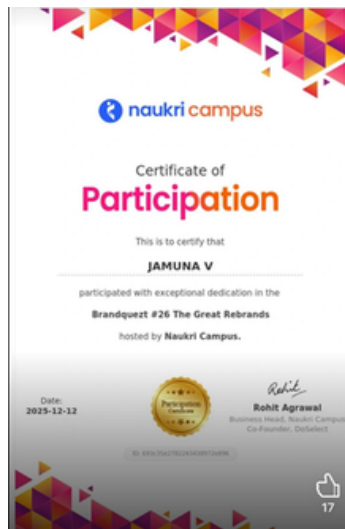 naukri campus
Certificate of
Participation
This is to certify that
JAMUNA V
participated with exceptional dedication in the
Brandquezt #26 The Great Rebrands
hosted by Naukri Campus.
Date:
2025-12-12
Participation
Certificate
Rohit
Rohit Agrawal
Business Head, Naukri Campus
Co-Founder, DoSelect
17